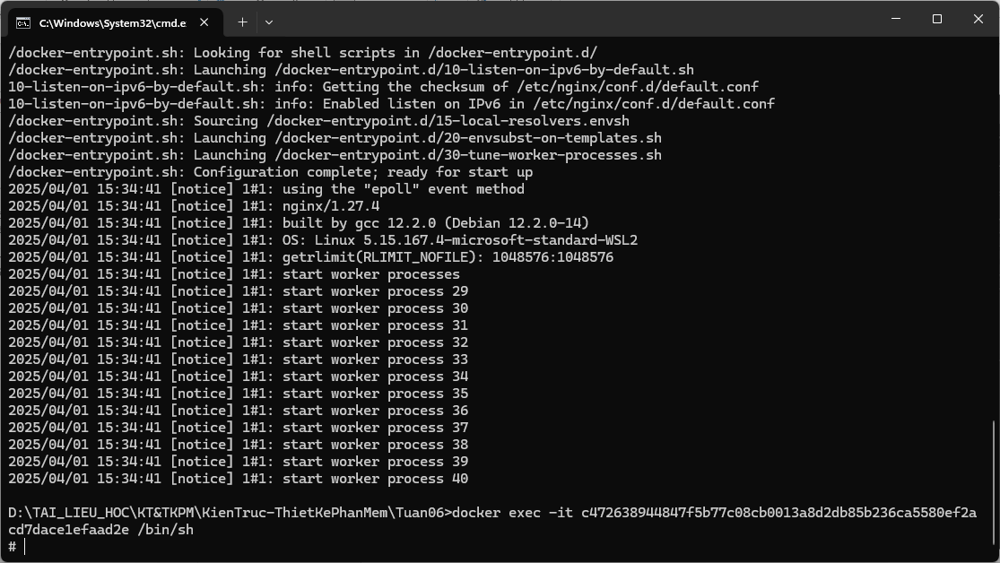 C:\Windows\System32\cmd.e
/docker-entrypoint.sh: Looking for shell scripts in /docker-entrypoint.d/
/docker-entrypoint.sh: Launching /docker-entrypoint.d/10-listen-on-ipv6-by-default.sh
10-listen-on-ipv6-by-default.sh: info: Getting the checksum of /etc/nginx/conf.d/default.conf
10-listen-on-ipv6-by-default.sh: info: Enabled listen on IPv6 in /etc/nginx/conf.d/default.conf
/docker-entrypoint.sh: Sourcing /docker-entrypoint.d/15-local-resolvers.envsh
/docker-entrypoint.sh: Launching /docker-entrypoint.d/20-envsubst-on-templates.sh
/docker-entrypoint.sh: Launching /docker-entrypoint.d/30-tune-worker-processes.sh
/docker-entrypoint.sh: Configuration complete; ready for start up
2025/04/01 15:34:41 [notice] 1#1: using the "epoll" event method
2025/04/01 15:34:41 [notice] 1#1: nginx/1.27.4
2025/04/01 15:34:41 [notice] 1#1: built by gcc 12.2.0 (Debian 12.2.0-14)
2025/04/01 15:34:41 [notice] 1#1: OS: Linux 5.15.167.4-microsoft-standard-WSL2
2025/04/01 15:34:41 [notice] 1#1: getrlimit(RLIMIT_NOFILE): 1048576:1048576
2025/04/01 15:34:41 [notice] 1#1: start worker processes
2025/04/01 15:34:41 [notice] 1#1: start worker process 29
2025/04/01 15:34:41 [notice] 1#1: start worker process 30
2025/04/01 15:34:41 [notice] 1#1: start worker process 31
2025/04/01 15:34:41 [notice] 1#1: start worker process 32
2025/04/01 15:34:41 [notice] 1#1: start worker process 33
2025/04/01 15:34:41 [notice] 1#1: start worker process 34
2025/04/01 15:34:41 [notice] 1#1: start worker process 35
2025/04/01 15:34:41 [notice] 1#1: start worker process 36
2025/04/01 15:34:41 [notice] 1#1: start worker process 37
2025/04/01 15:34:41 [notice] 1#1: start worker process 38
2025/04/01 15:34:41 [notice] 1#1: start worker process 39
2025/04/01 15:34:41 [notice] 1#1: start worker process 40
D:\TAI_LIEU_HOC\KT&TKPM\KienTruc-ThietKePhanMem\Tuan06>docker exec -it c472638944847f5b77c08cb0013a8d2db85b236ca5580ef2a
cd7dace1efaad2e /bin/sh
#